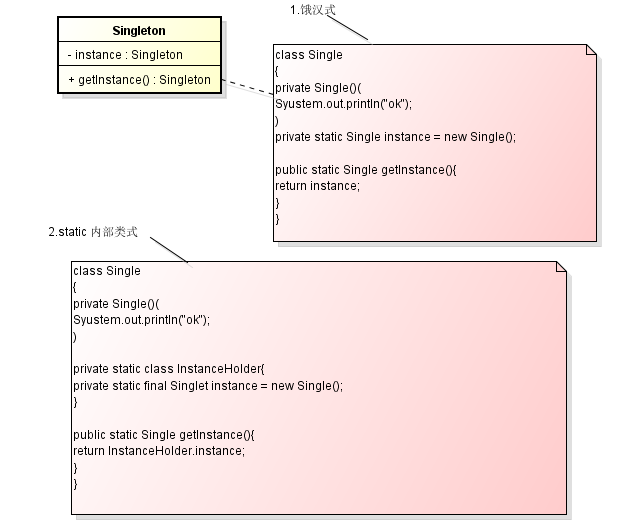 1.饿汉式
Singleton
- instance : Singleton
+ getInstance() : Singleton
class Single
{
private Single()(
Syustem.out.println("ok");
)
private static Single instance = new Single();
public static Single getInstance(){
return instance;
}
}
2.static 内部类式
class Single
{
private Single()(
Syustem.out.println("ok");
)
private static class InstanceHolder{
private static final Singlet instance = new Single();
}
public static Single getInstance(){
return InstanceHolder.instance;
}
}